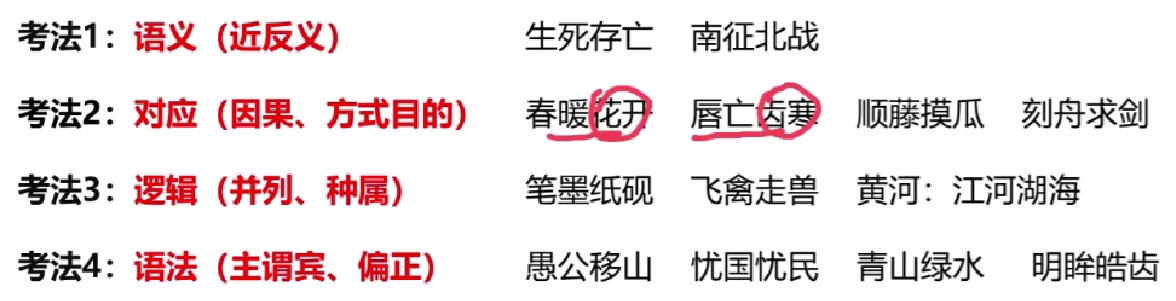 考法1：语义（近反义） 生死存亡 南征北战
考法2：对应（因果、方式目的） 春暖花开 唇亡齿寒 顺藤摸瓜 刻舟求剑
考法3：逻辑（并列、种属） 笔墨纸砚 飞禽走兽 黄河：江河湖海
考法4：语法（主谓宾、偏正） 愚公移山 忧国忧民 青山绿水 明眸皓齿